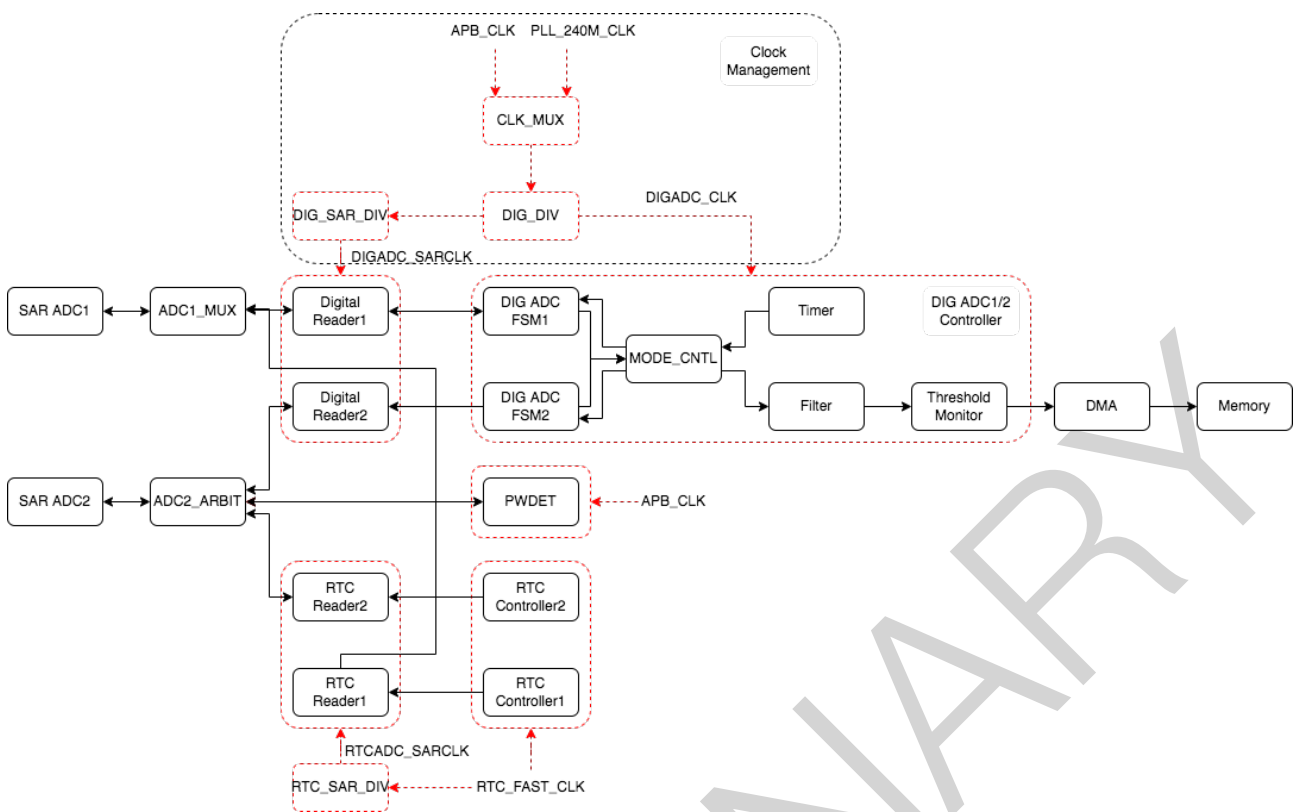 APB_CLK PLL_240M_CLK
Clock
Management
CLK_MUX
DIGADC_CLK
DIG_SAR_DIV
DIG_DIV
DIGADC_SARCLK
SAR ADC1
ADC1_MUX
Digital
Reader1
DIG ADC
FSM1
Timer
DIG ADC1/2
Controller
MODE_CNTL
Digital
Reader2
DIG ADC
FSM2
Filter
Threshold
Monitor
DMA
Memory
SAR ADC2
ADC2_ARBIT
PWDET
APB_CLK
RTC
Reader2
RTC
Controller2
RTC
Reader1
RTC
Controller1
RTCADC_SARCLK
RTC_SAR_DIV
RTC_FAST_CLK
NARY